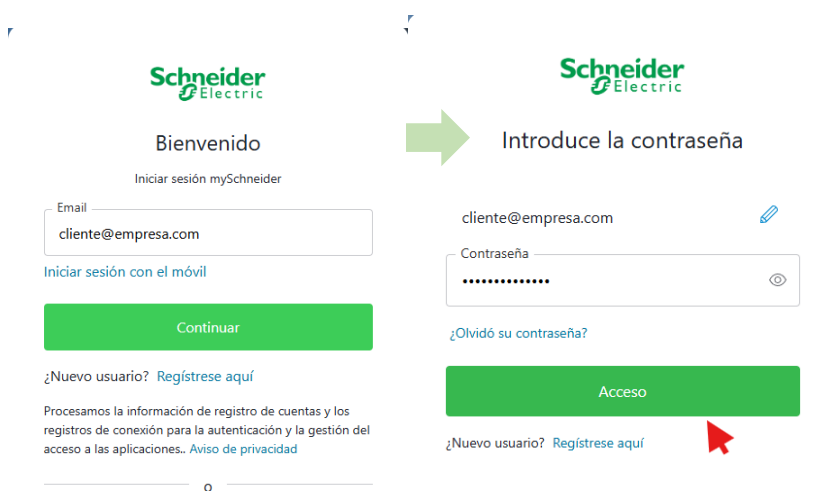 Schneider
Electric
Bienvenido
Iniciar sesión mySchneider
Email
cliente@empresa.com
Iniciar sesión con el móvil
Continuar
¿Nuevo usuario? Regístrese aquí
Procesamos la información de registro de cuentas y los
registros de conexión para la autenticación y la gestión del
acceso a las aplicaciones.. Aviso de privacidad
o
Schneider
Electric
Introduce la contraseña
cliente@empresa.com
Contraseña
••••••••••••••
¿Olvidó su contraseña?
Acceso
¿Nuevo usuario? Regístrese aquí